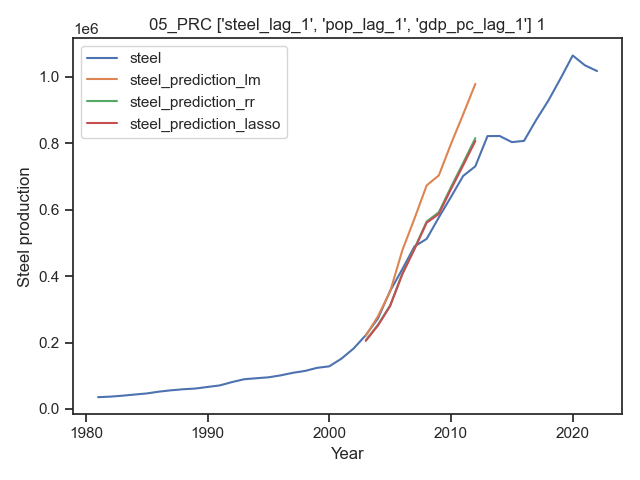 05_PRC ['steel_lag_1', 'pop_lag_1', 'gdp_pc_lag_1'] 1
1e6
steel
steel_prediction_lm
steel_prediction_rr
steel_prediction_lasso
Steel production
1.0
0.8
0.6
0.4
0.2
0.0
1980 1990 2000 2010 2020
Year